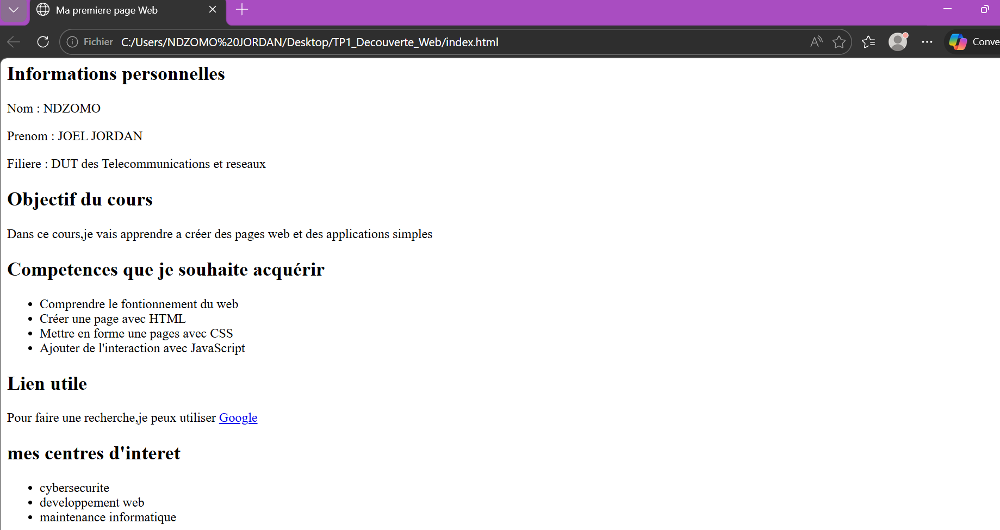 Ma premiere page Web
Fichier C:/Users/NDZOMO%20JORDAN/Desktop/TP1_Decouverte_Web/index.html
Conve
Informations personnelles
Nom : NDZOMO
Prenom : JOEL JORDAN
Filiere : DUT des Telecommunications et reseaux
Objectif du cours
Dans ce cours,je vais apprendre a créer des pages web et des applications simples
Competences que je souhaite acquérir
• Comprendre le fontionnement du web
• Créer une page avec HTML
• Mettre en forme une pages avec CSS
• Ajouter de l'interaction avec JavaScript
Lien utile
Pour faire une recherche,je peux utiliser Google
mes centres d'interet
• cybersecurite
• developpement web
• maintenance informatique